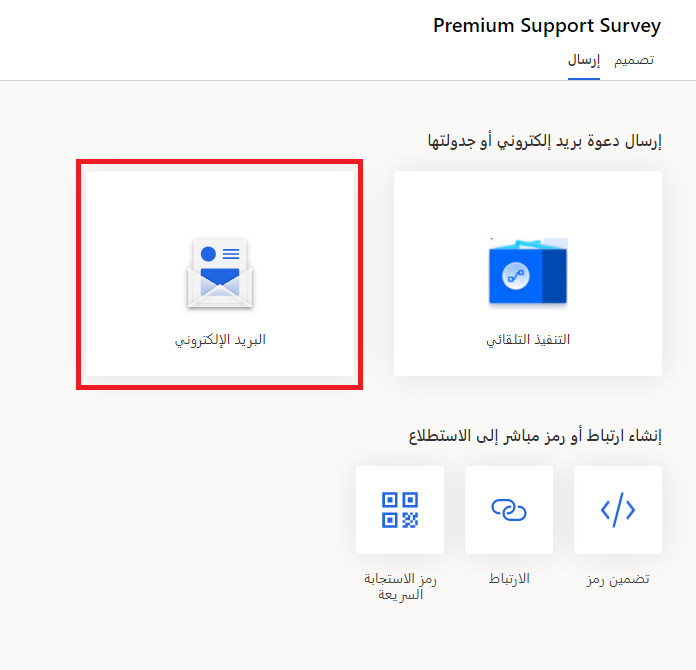 Premium Support Survey
تصميم
إرسال
إرسال دعوة بريد إلكتروني أو جدولتها
التنفيذ التلقائي
البريد الإلكتروني
إنشاء ارتباط أو رمز مباشر إلى الاستطلاع
تضمين رمز
الارتباط
رمز الاستجابة
السريعة